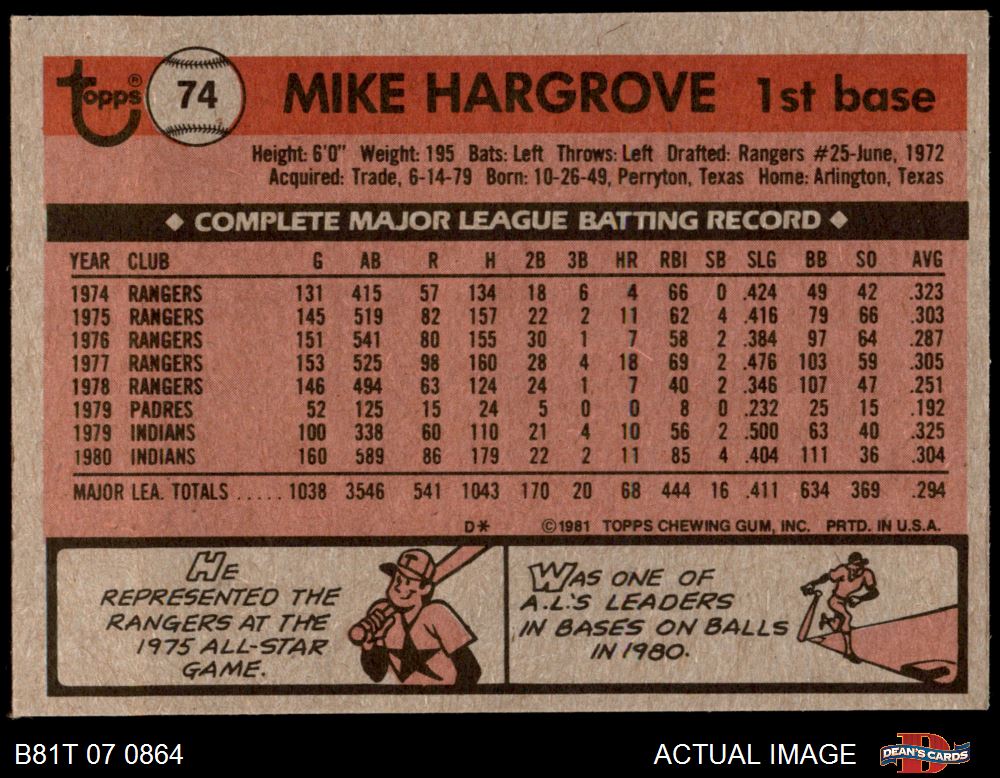 topps® 74 MIKE HARGROVE 1st base
Height: 6'0" Weight: 195 Bats: Left Throws: Left Drafted: Rangers #25-June, 1972
Acquired: Trade, 6-14-79 Born: 10-26-49, Perryton, Texas Home: Arlington, Texas
◆ COMPLETE MAJOR LEAGUE BATTING RECORD ◆
YEAR CLUB G AB R H 2B 3B HR RBI SB SLG BB SO AVG
1974 RANGERS 131 415 57 134 18 6 4 66 0 .424 49 42 .323
1975 RANGERS 145 519 82 157 22 2 11 62 4 .416 79 66 .303
1976 RANGERS 151 541 80 155 30 1 7 58 2 .384 97 64 .287
1977 RANGERS 153 525 98 160 28 4 18 69 2 .476 103 59 .305
1978 RANGERS 146 494 63 124 24 1 7 40 2 .346 107 47 .251
1979 PADRES 52 125 15 24 5 0 0 8 0 .232 25 15 .192
1979 INDIANS 100 338 60 110 21 4 10 56 2 .500 63 40 .325
1980 INDIANS 160 589 86 179 22 2 11 85 4 .404 111 36 .304
MAJOR LEA. TOTALS ..... 1038 3546 541 1043 170 20 68 444 16 .411 634 369 .294
D* ©1981 TOPPS CHEWING GUM, INC. PRTD. IN U.S.A.
HE
REPRESENTED THE
RANGERS AT THE
1975 ALL-STAR
GAME.
T
WAS ONE OF
A.L.'S LEADERS
IN BASES ON BALLS
IN 1980.
B81T 07 0864 ACTUAL IMAGE DEAN'S CARDS